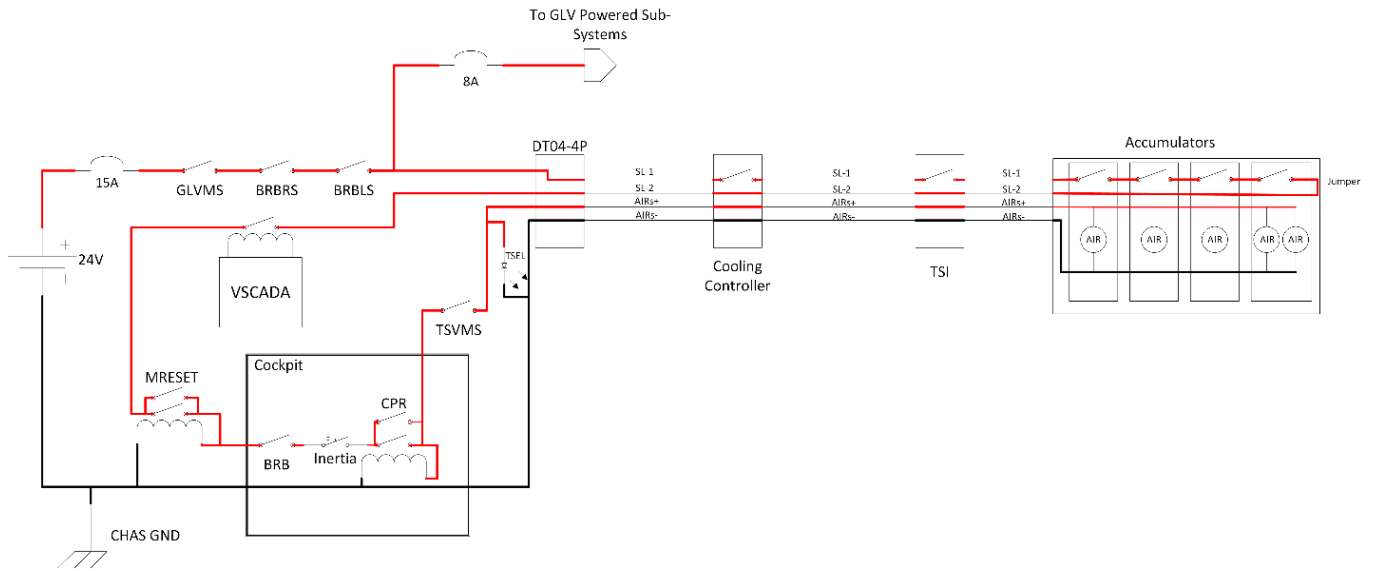 To GLV Powered Sub-
Systems
8A
DT04-4P
Accumulators
15A
GLVMS
BRBRS
BRBLS
SL-1
SL-1
SL-1
SL-2
SL-2
SL-2
Jumper
AIRs+
AIRs+
AIRs+
AIRs-
AIRs-
AIRs-
AIR
AIR
AIR
AIR
AIR
+
24V
TSEL
Cooling
Controller
TSI
VSCADA
TSVMS
Cockpit
MRESET
CPR
BRB
Inertia
CHAS GND